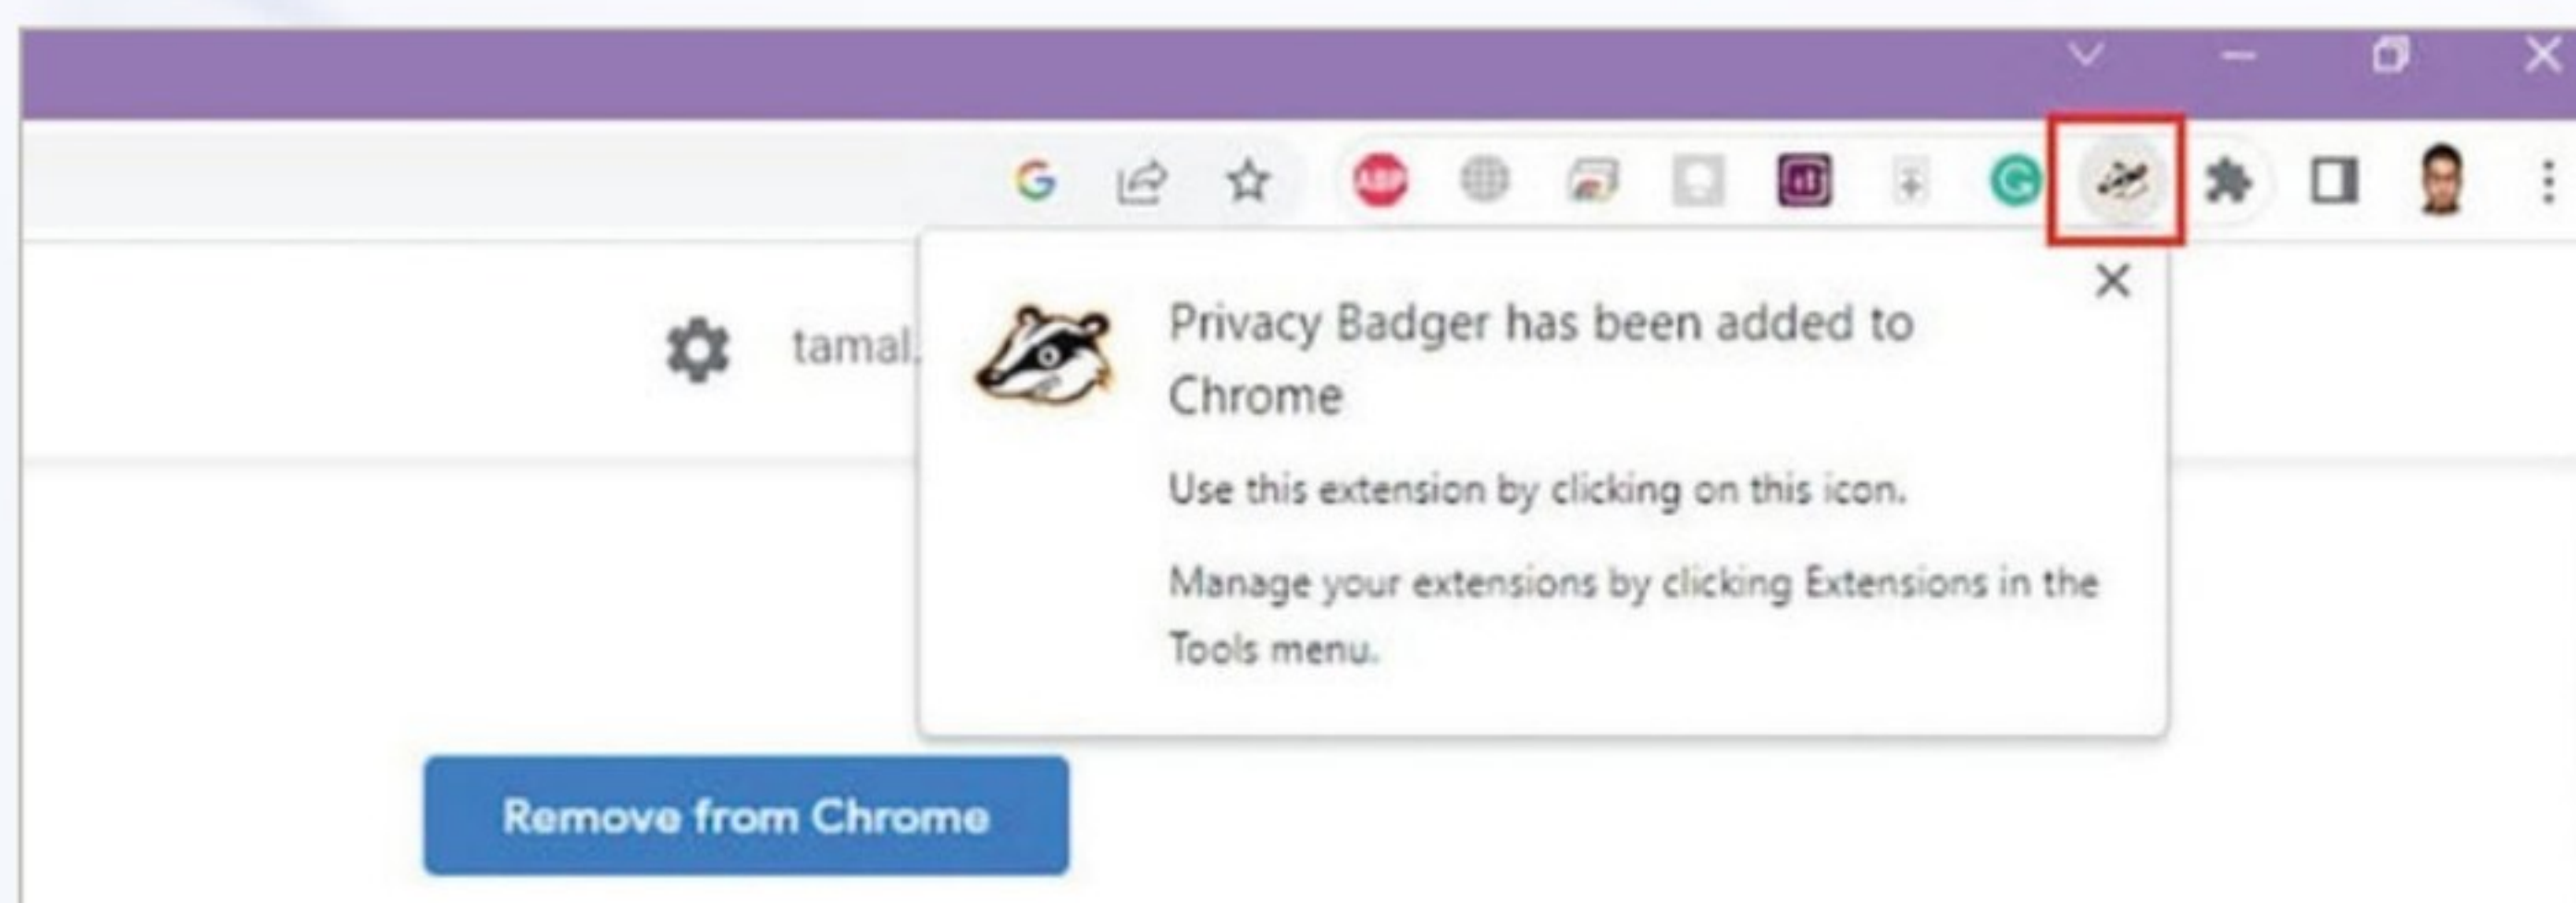 ABP
tamal.
Privacy Badger has been added to
Chrome
Use this extension by clicking on this icon.
Manage your extensions by clicking Extensions in the
Tools menu.
Remove from Chrome